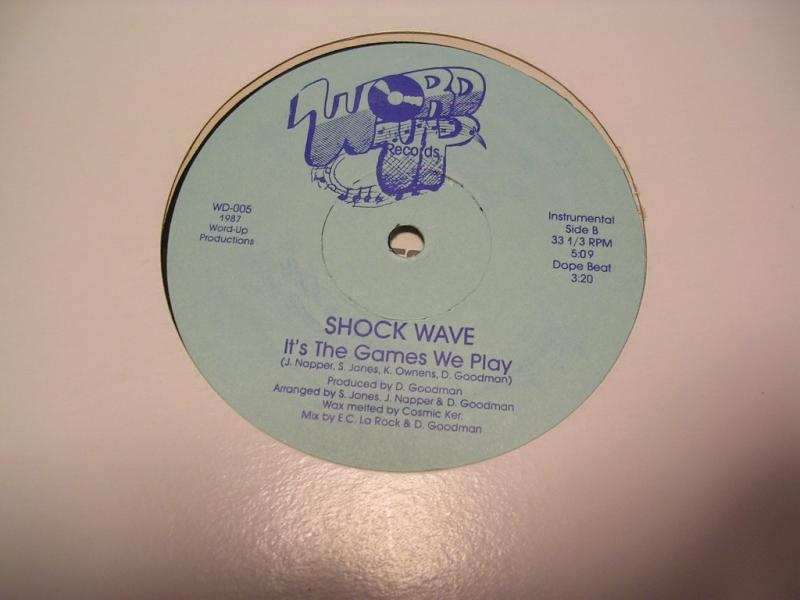 WORD
UP
Records
WD-005
1987
Word-Up
Productions
Instrumental
Side B
33 1/3 RPM
5:09
Dope Beat
3:20
SHOCK WAVE
It's The Games We Play
(J. Napper, S. Jones, K. Ownens, D. Goodman)
Produced by D. Goodman
Arranged by S. Jones, J. Napper & D. Goodman
Wax melted by Cosmic Ker.
Mix by E.C. La Rock & D. Goodman